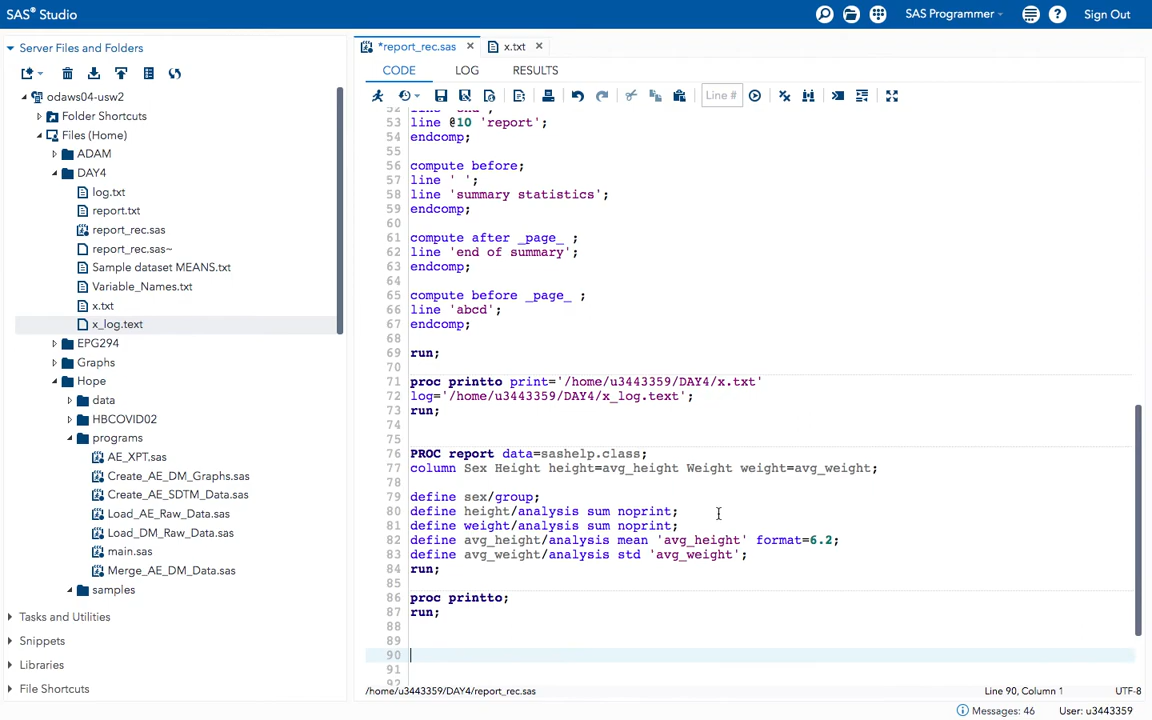 SAS® Studio
SAS Programmer
Sign Out
Server Files and Folders
odaws04-usw2
Folder Shortcuts
Files (Home)
ADAM
DAY4
log.txt
report.txt
report_rec.sas
report_rec.sas~
Sample dataset MEANS.txt
Variable_Names.txt
x.txt
x_log.text
EPG294
Graphs
Hope
data
HBCOVID02
programs
AE_XPT.sas
Create_AE_DM_Graphs.sas
Create_AE_SDTM_Data.sas
Load_AE_Raw_Data.sas
Load_DM_Raw_Data.sas
main.sas
Merge_AE_DM_Data.sas
samples
Tasks and Utilities
Snippets
Libraries
File Shortcuts
*report_rec.sas
x.txt
CODE LOG RESULTS
Line #
52 line 'end';
53 line @10 'report';
54 endcomp;
55
56 compute before;
57 line ' ';
58 line 'summary statistics';
59 endcomp;
60
61 compute after _page_ ;
62 line 'end of summary';
63 endcomp;
64
65 compute before _page_ ;
66 line 'abcd';
67 endcomp;
68
69 run;
70
71 proc printto print='/home/u3443359/DAY4/x.txt'
72 log='/home/u3443359/DAY4/x_log.text';
73 run;
74
75
76 PROC report data=sashelp.class;
77 column Sex Height height=avg_height Weight weight=avg_weight;
78
79 define sex/group;
80 define height/analysis sum noprint;
81 define weight/analysis sum noprint;
82 define avg_height/analysis mean 'avg_height' format=6.2;
83 define avg_weight/analysis std 'avg_weight';
84 run;
85
86 proc printto;
87 run;
88
89
90
91
92
/home/u3443359/DAY4/report_rec.sas
Line 90, Column 1
UTF-8
Messages: 46
User: u3443359